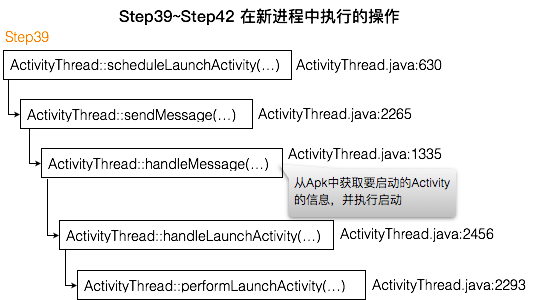 Step39~Step42 在新进程中执行的操作
Step39
ActivityThread::scheduleLaunchActivity(...) ActivityThread.java:630
ActivityThread::sendMessage(...) ActivityThread.java:2265
ActivityThread::handleMessage(...) ActivityThread.java:1335
从Apk中获取要启动的Activity
的信息，并执行启动
ActivityThread::handleLaunchActivity(...) ActivityThread.java:2456
ActivityThread::performLaunchActivity(...) ActivityThread.java:2293